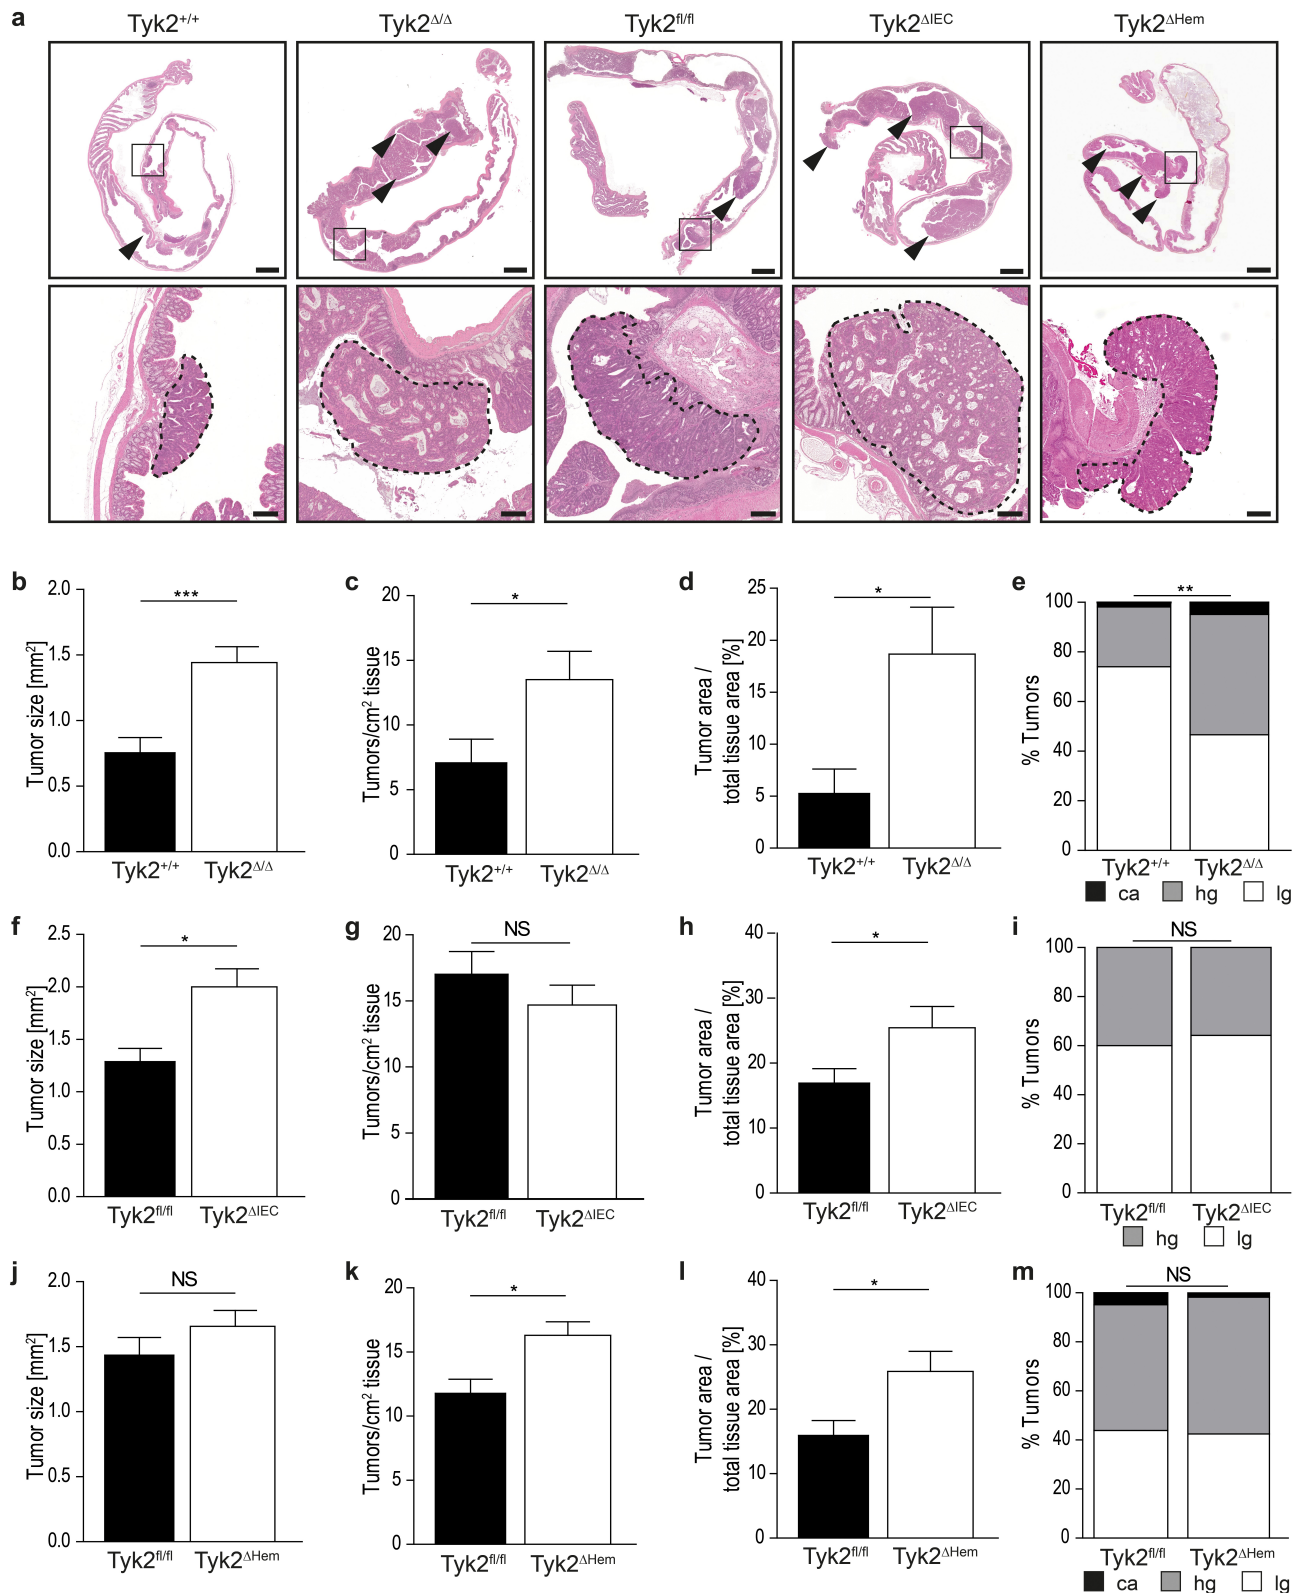 a
Tyk2+/+ Tyk2Δ/Δ Tyk2fl/fl Tyk2ΔIEC Tyk2ΔHem
b
Tumor size [mm2]
2.0
1.5
1.0
0.5
0.0
***
Tyk2+/+ Tyk2Δ/Δ
c
Tumors/cm2 tissue
20
15
10
5
0
*
Tyk2+/+ Tyk2Δ/Δ
d
Tumor area /
total tissue area [%]
25
20
15
10
5
0
*
Tyk2+/+ Tyk2Δ/Δ
e
% Tumors
100
80
60
40
20
0
**
Tyk2+/+ Tyk2Δ/Δ
ca hg lg
f
Tumor size [mm2]
2.5
2.0
1.5
1.0
0.5
0.0
*
Tyk2fl/fl Tyk2ΔIEC
g
Tumors/cm2 tissue
20
15
10
5
0
NS
Tyk2fl/fl Tyk2ΔIEC
h
Tumor area /
total tissue area [%]
40
30
20
10
0
*
Tyk2fl/fl Tyk2ΔIEC
i
% Tumors
100
80
60
40
20
0
NS
Tyk2fl/fl Tyk2ΔIEC
hg lg
j
Tumor size [mm2]
2.0
1.5
1.0
0.5
0.0
NS
Tyk2fl/fl Tyk2ΔHem
k
Tumors/cm2 tissue
20
15
10
5
0
*
Tyk2fl/fl Tyk2ΔHem
l
Tumor area /
total tissue area [%]
40
30
20
10
0
*
Tyk2fl/fl Tyk2ΔHem
m
% Tumors
100
80
60
40
20
0
NS
Tyk2fl/fl Tyk2ΔHem
ca hg lg